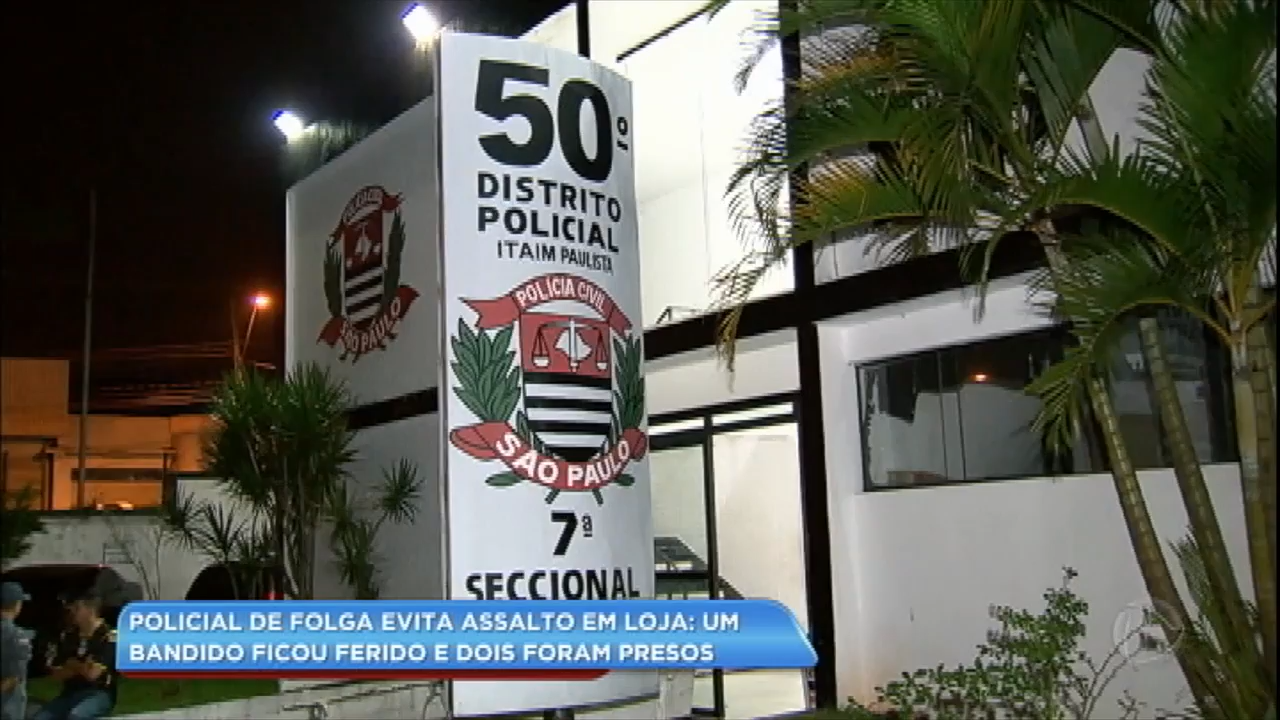 50º
DISTRITO
POLICIAL
ITAIM PAULISTA
POLÍCIA CIVIL
SÃO PAULO
7ª
SECCIONAL
SÃO PAULO
POLICIAL DE FOLGA EVITA ASSALTO EM LOJA: UM
BANDIDO FICOU FERIDO E DOIS FORAM PRESOS